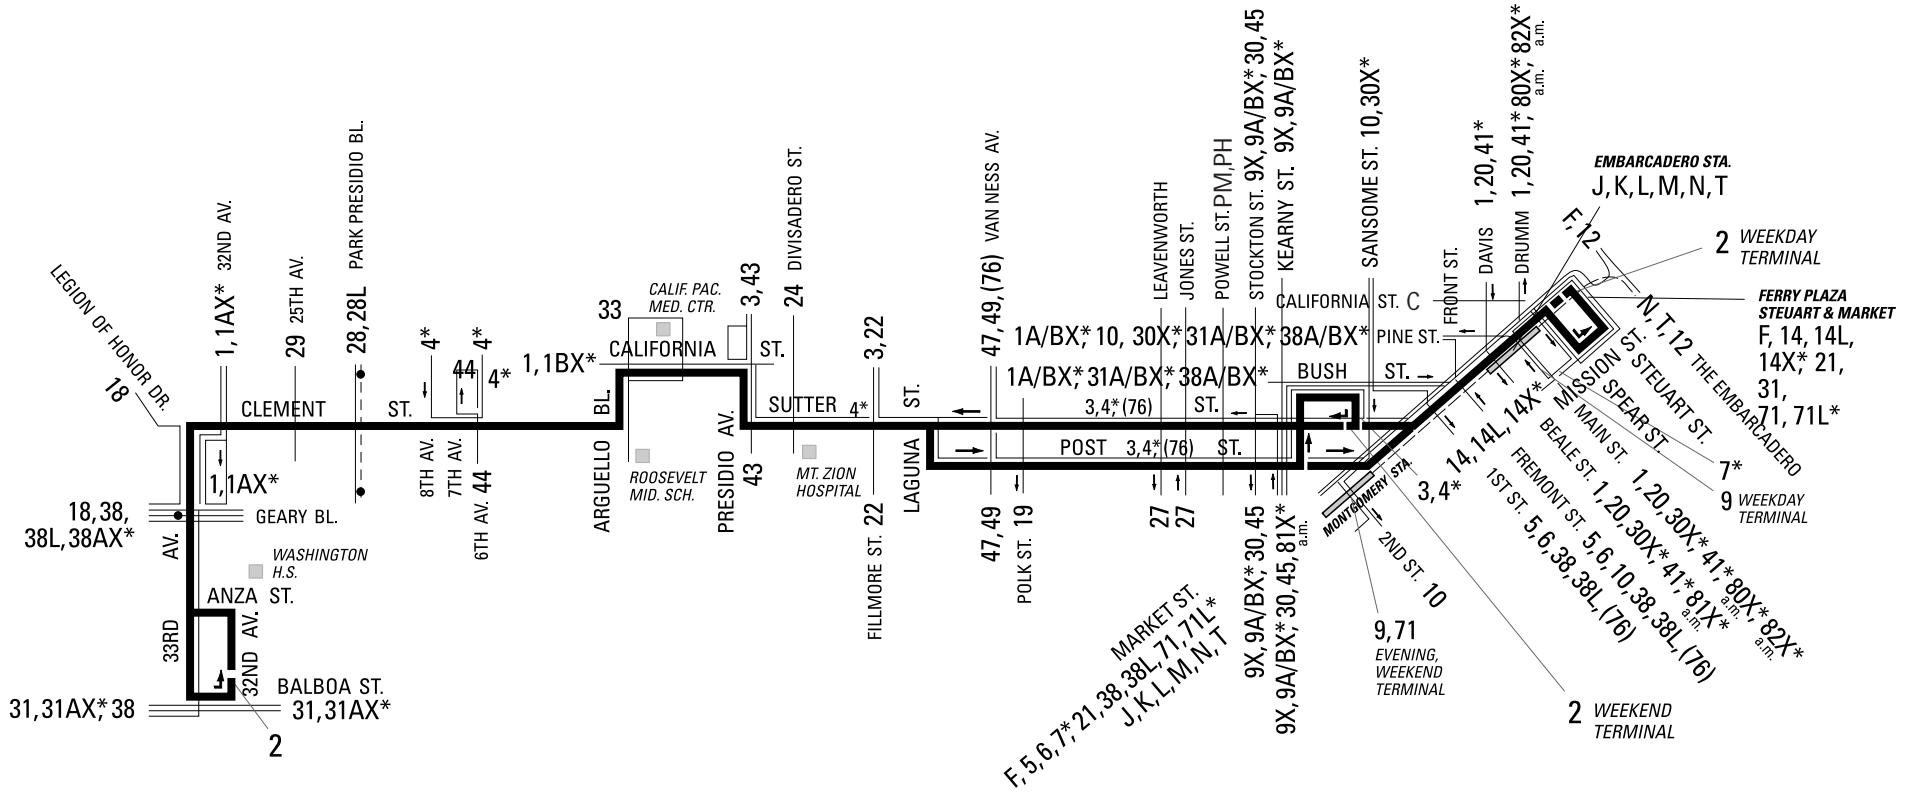 LEGION OF HONOR DR.
18
1,1AX* 32ND AV.
29 25TH AV.
28,28L PARK PRESIDIO BL.
4*
44
4*
4*
1,1BX*
33
CALIF. PAC.
MED. CTR.
CALIFORNIA ST.
3,43
24 DIVISADERO ST.
3,22
47,49,(76) VAN NESS AV.
LEAVENWORTH
JONES ST.
POWELL ST. PM,PH
STOCKTON ST. 9X,9A/BX* 30,45
KEARNY ST. 9X,9A/BX*
SANSOME ST. 10,30X*
FRONT ST.
DAVIS 1,20,41*
DRUMM 1,20,41* 80X* 82X*
a.m.
a.m.
EMBARCADERO STA.
J,K,L,M,N,T
F,12
2 WEEKDAY
TERMINAL
CALIFORNIA ST. C
1A/BX* 10, 30X* 31A/BX* 38A/BX* PINE ST.
1A/BX* 31A/BX* 38A/BX* BUSH ST.
FERRY PLAZA
STEUART & MARKET
F, 14, 14L,
14X* 21,
31,
71, 71L*
N,T,12 THE EMBARCADERO
CLEMENT ST.
ARGUELLO BL.
PRESIDIO AV.
SUTTER 4*
LAGUNA ST.
3,4*(76) ST.
POST 3,4*(76) ST.
1,1AX*
8TH AV.
7TH AV.
6TH AV. 44
ROOSEVELT
MID. SCH.
43
MT. ZION
HOSPITAL
FILLMORE ST. 22
47,49
POLK ST. 19
27
27
9X,9A/BX* 30,45
9X,9A/BX* 30,45,81X*
a.m.
MONTGOMERY STA.
3,4*
14,14L,14X*
MISSION ST.
STEUART ST.
SPEAR ST.
7*
9 WEEKDAY
TERMINAL
MAIN ST. 1,20,30X* 41* 80X* 82X*
a.m.
a.m.
BEALE ST. 1,20,30X* 41* 81X*
a.m.
FREMONT ST. 5,6,10,38,38L,(76)
1ST ST. 5,6,38,38L,(76)
2ND ST. 10
9,71
EVENING,
WEEKEND
TERMINAL
2 WEEKEND
TERMINAL
MARKET ST.
F,5,6,7* 21,38,38L,71,71L*
J,K,L,M,N,T
18,38,
38L,38AX*
GEARY BL.
33RD AV.
WASHINGTON
H.S.
ANZA ST.
32ND AV.
BALBOA ST.
31,31AX* 38
31,31AX*
2